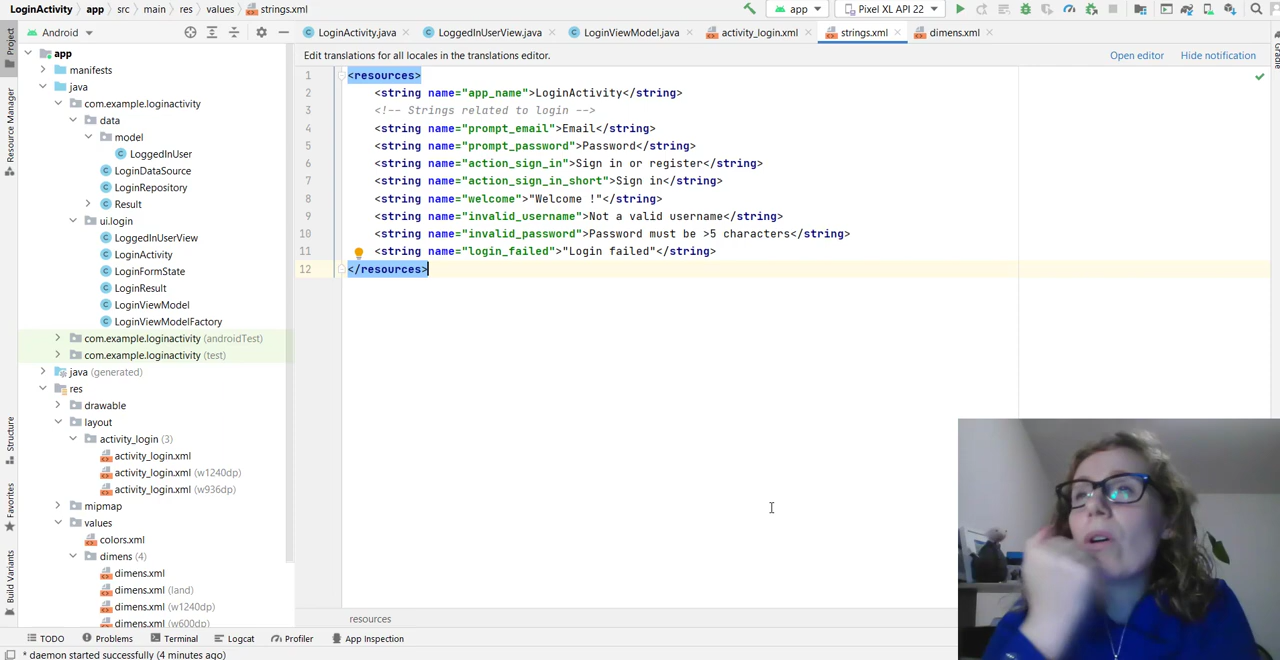 LoginActivity app src main res values strings.xml
app Pixel XL API 22
Android
LoginActivity.java LoggedInUserView.java LoginViewModel.java activity_login.xml strings.xml dimens.xml
Edit translations for all locales in the translations editor. Open editor Hide notification
Project
Resource Manager
Structure
Favorites
Build Variants
Gradle
app
manifests
java
com.example.loginactivity
data
model
LoggedInUser
LoginDataSource
LoginRepository
Result
ui.login
LoggedInUserView
LoginActivity
LoginFormState
LoginResult
LoginViewModel
LoginViewModelFactory
com.example.loginactivity (androidTest)
com.example.loginactivity (test)
java (generated)
res
drawable
layout
activity_login (3)
activity_login.xml
activity_login.xml (w1240dp)
activity_login.xml (w936dp)
mipmap
values
colors.xml
dimens (4)
dimens.xml
dimens.xml (land)
dimens.xml (w1240dp)
dimens.xml (w600dp)
1 <resources>
2 <string name="app_name">LoginActivity</string>
3 <!-- Strings related to login -->
4 <string name="prompt_email">Email</string>
5 <string name="prompt_password">Password</string>
6 <string name="action_sign_in">Sign in or register</string>
7 <string name="action_sign_in_short">Sign in</string>
8 <string name="welcome">"Welcome !"</string>
9 <string name="invalid_username">Not a valid username</string>
10 <string name="invalid_password">Password must be >5 characters</string>
11 <string name="login_failed">"Login failed"</string>
12 </resources>
resources
TODO Problems Terminal Logcat Profiler App Inspection
* daemon started successfully (4 minutes ago)